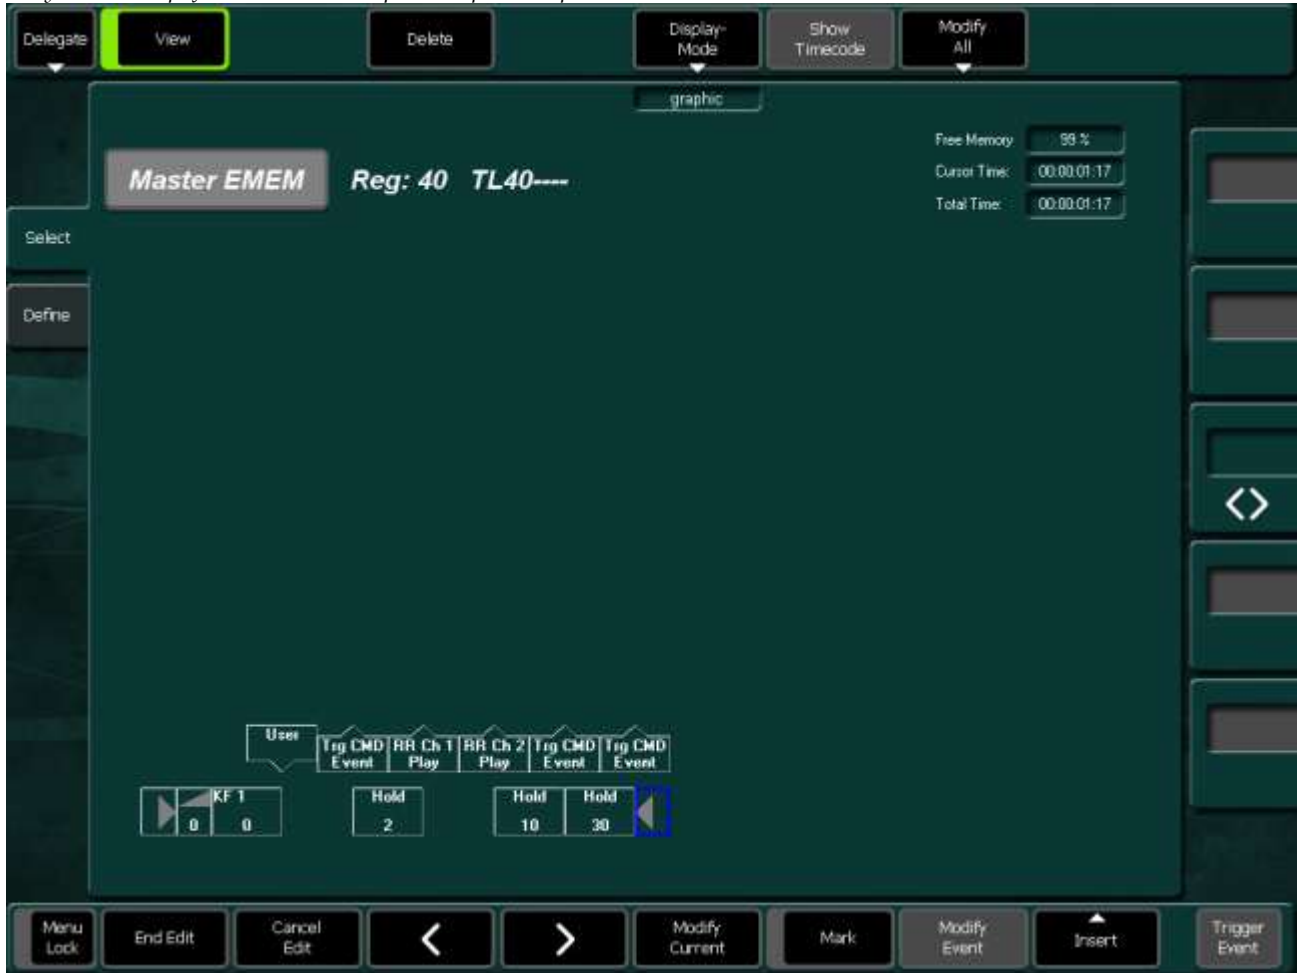 Delegate View Delete Display- Show Modify
Mode Timecode All
graphic
Free Memory 99 %
Master EMEM Reg: 40 TL40----
Cursor Time: 00:00:01:17
Total Time: 00:00:01:17
Select
Define
User Trg CMD RR Ch 1 RR Ch 2 Trg CMD Trg CMD
Event Play Play Event Event
KF 1 Hold Hold Hold
0 0 2 10 30
Menu End Edit Cancel < > Modify Mark Modify Insert Trigger
Lock Edit Current Event Event